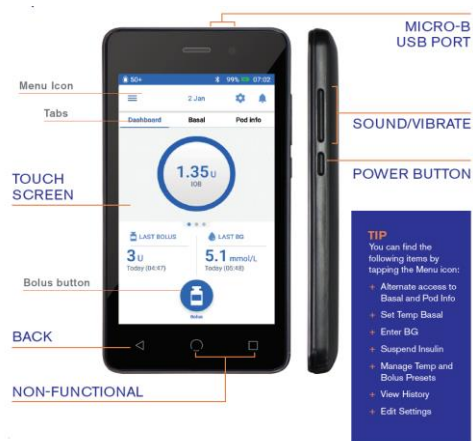 MICRO-B
USB PORT
50+ 99% 07:02
Menu Icon
2 Jan
Tabs
Dashboard Basal Pod info
SOUND/VIBRATE
1.35 U
IOB
TOUCH
SCREEN
POWER BUTTON
LAST BOLUS LAST BG
3 U 5.1 mmol/L
Today (04:47) Today (05:48)
Bolus button
Bolus
BACK
NON-FUNCTIONAL
TIP
You can find the
following items by
tapping the Menu icon:
+ Alternate access to
Basal and Pod Info
+ Set Temp Basal
+ Enter BG
+ Suspend Insulin
+ Manage Temp and
Bolus Presets
+ View History
+ Edit Settings